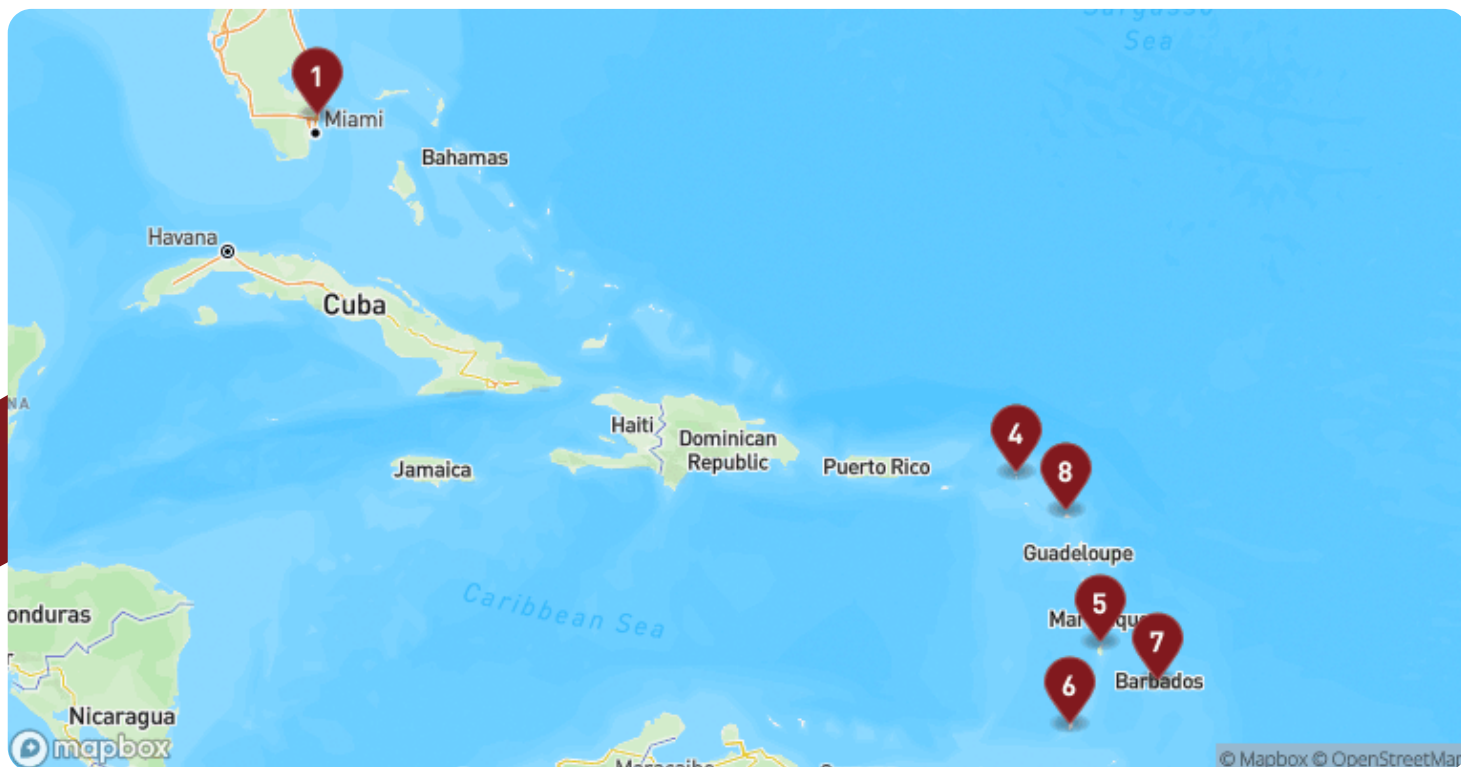 Sargasso
Sea
1
Miami
Bahamas
Havana
Cuba
NA
Haiti
Dominican
Republic
Puerto Rico
Jamaica
4
8
Guadeloupe
Caribbean Sea
5
7
Barbados
6
onduras
Nicaragua
mapbox
© Mapbox © OpenStreetMap